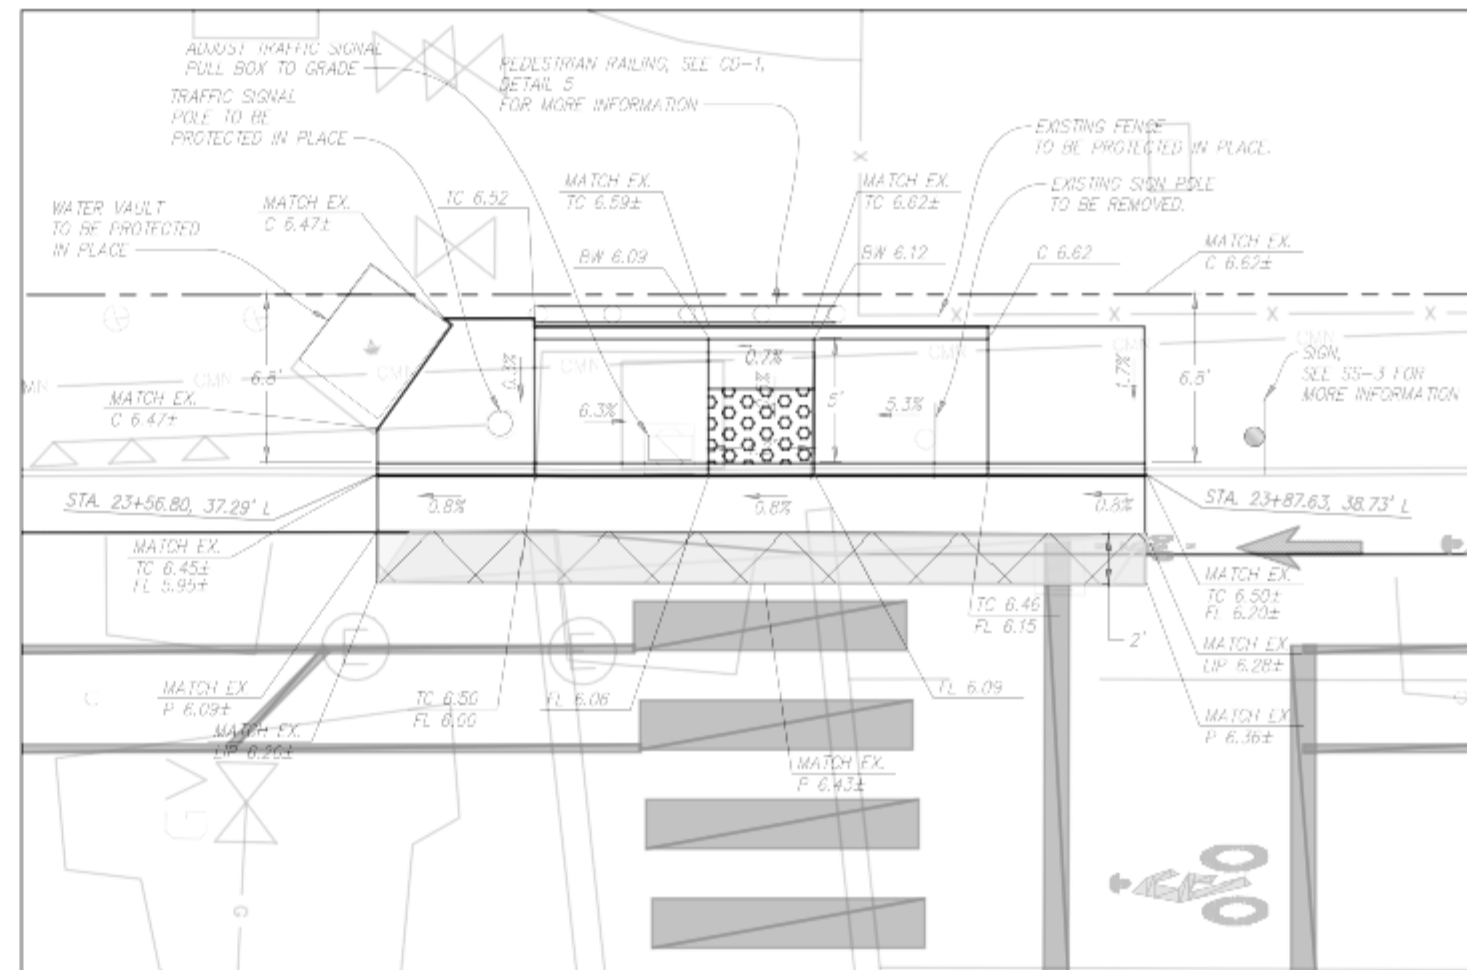 ADJUST TRAFFIC SIGNAL
PULL BOX TO GRADE
PEDESTRIAN RAILING, SEE CD-1,
DETAIL 5
FOR MORE INFORMATION
TRAFFIC SIGNAL
POLE TO BE
PROTECTED IN PLACE
EXISTING FENCE
TO BE PROTECTED IN PLACE.
EXISTING SIGN POLE
TO BE REMOVED.
WATER VAULT
TO BE PROTECTED
IN PLACE
MATCH EX.
C 6.47±
TC 6.52
MATCH EX.
TC 6.59±
MATCH EX.
TC 6.62±
BW 6.09
BW 6.12
C 6.62
MATCH EX.
C 6.62±
X
X
X
X
X
CMN
CMN
CMN
CMN
CMN
6.8'
0.7%
1.7%
6.8'
SIGN,
SEE SS-3 FOR
MORE INFORMATION
MATCH EX.
C 6.47±
6.3%
5'
5.3%
STA. 23+56.80, 37.29' L
0.8%
0.8%
0.8%
STA. 23+87.63, 38.73' L
MATCH EX.
TC 6.45±
FL 5.95±
MATCH EX.
TC 6.50±
FL 6.20±
TC 6.46
FL 6.15
2'
MATCH EX.
LIP 6.28±
E
E
G
MATCH EX.
P 6.09±
TC 6.50
FL 6.00
FL 6.06
FL 6.09
MATCH EX.
LIP 6.20±
MATCH EX.
P 6.36±
MATCH EX.
P 6.43±
GV
G